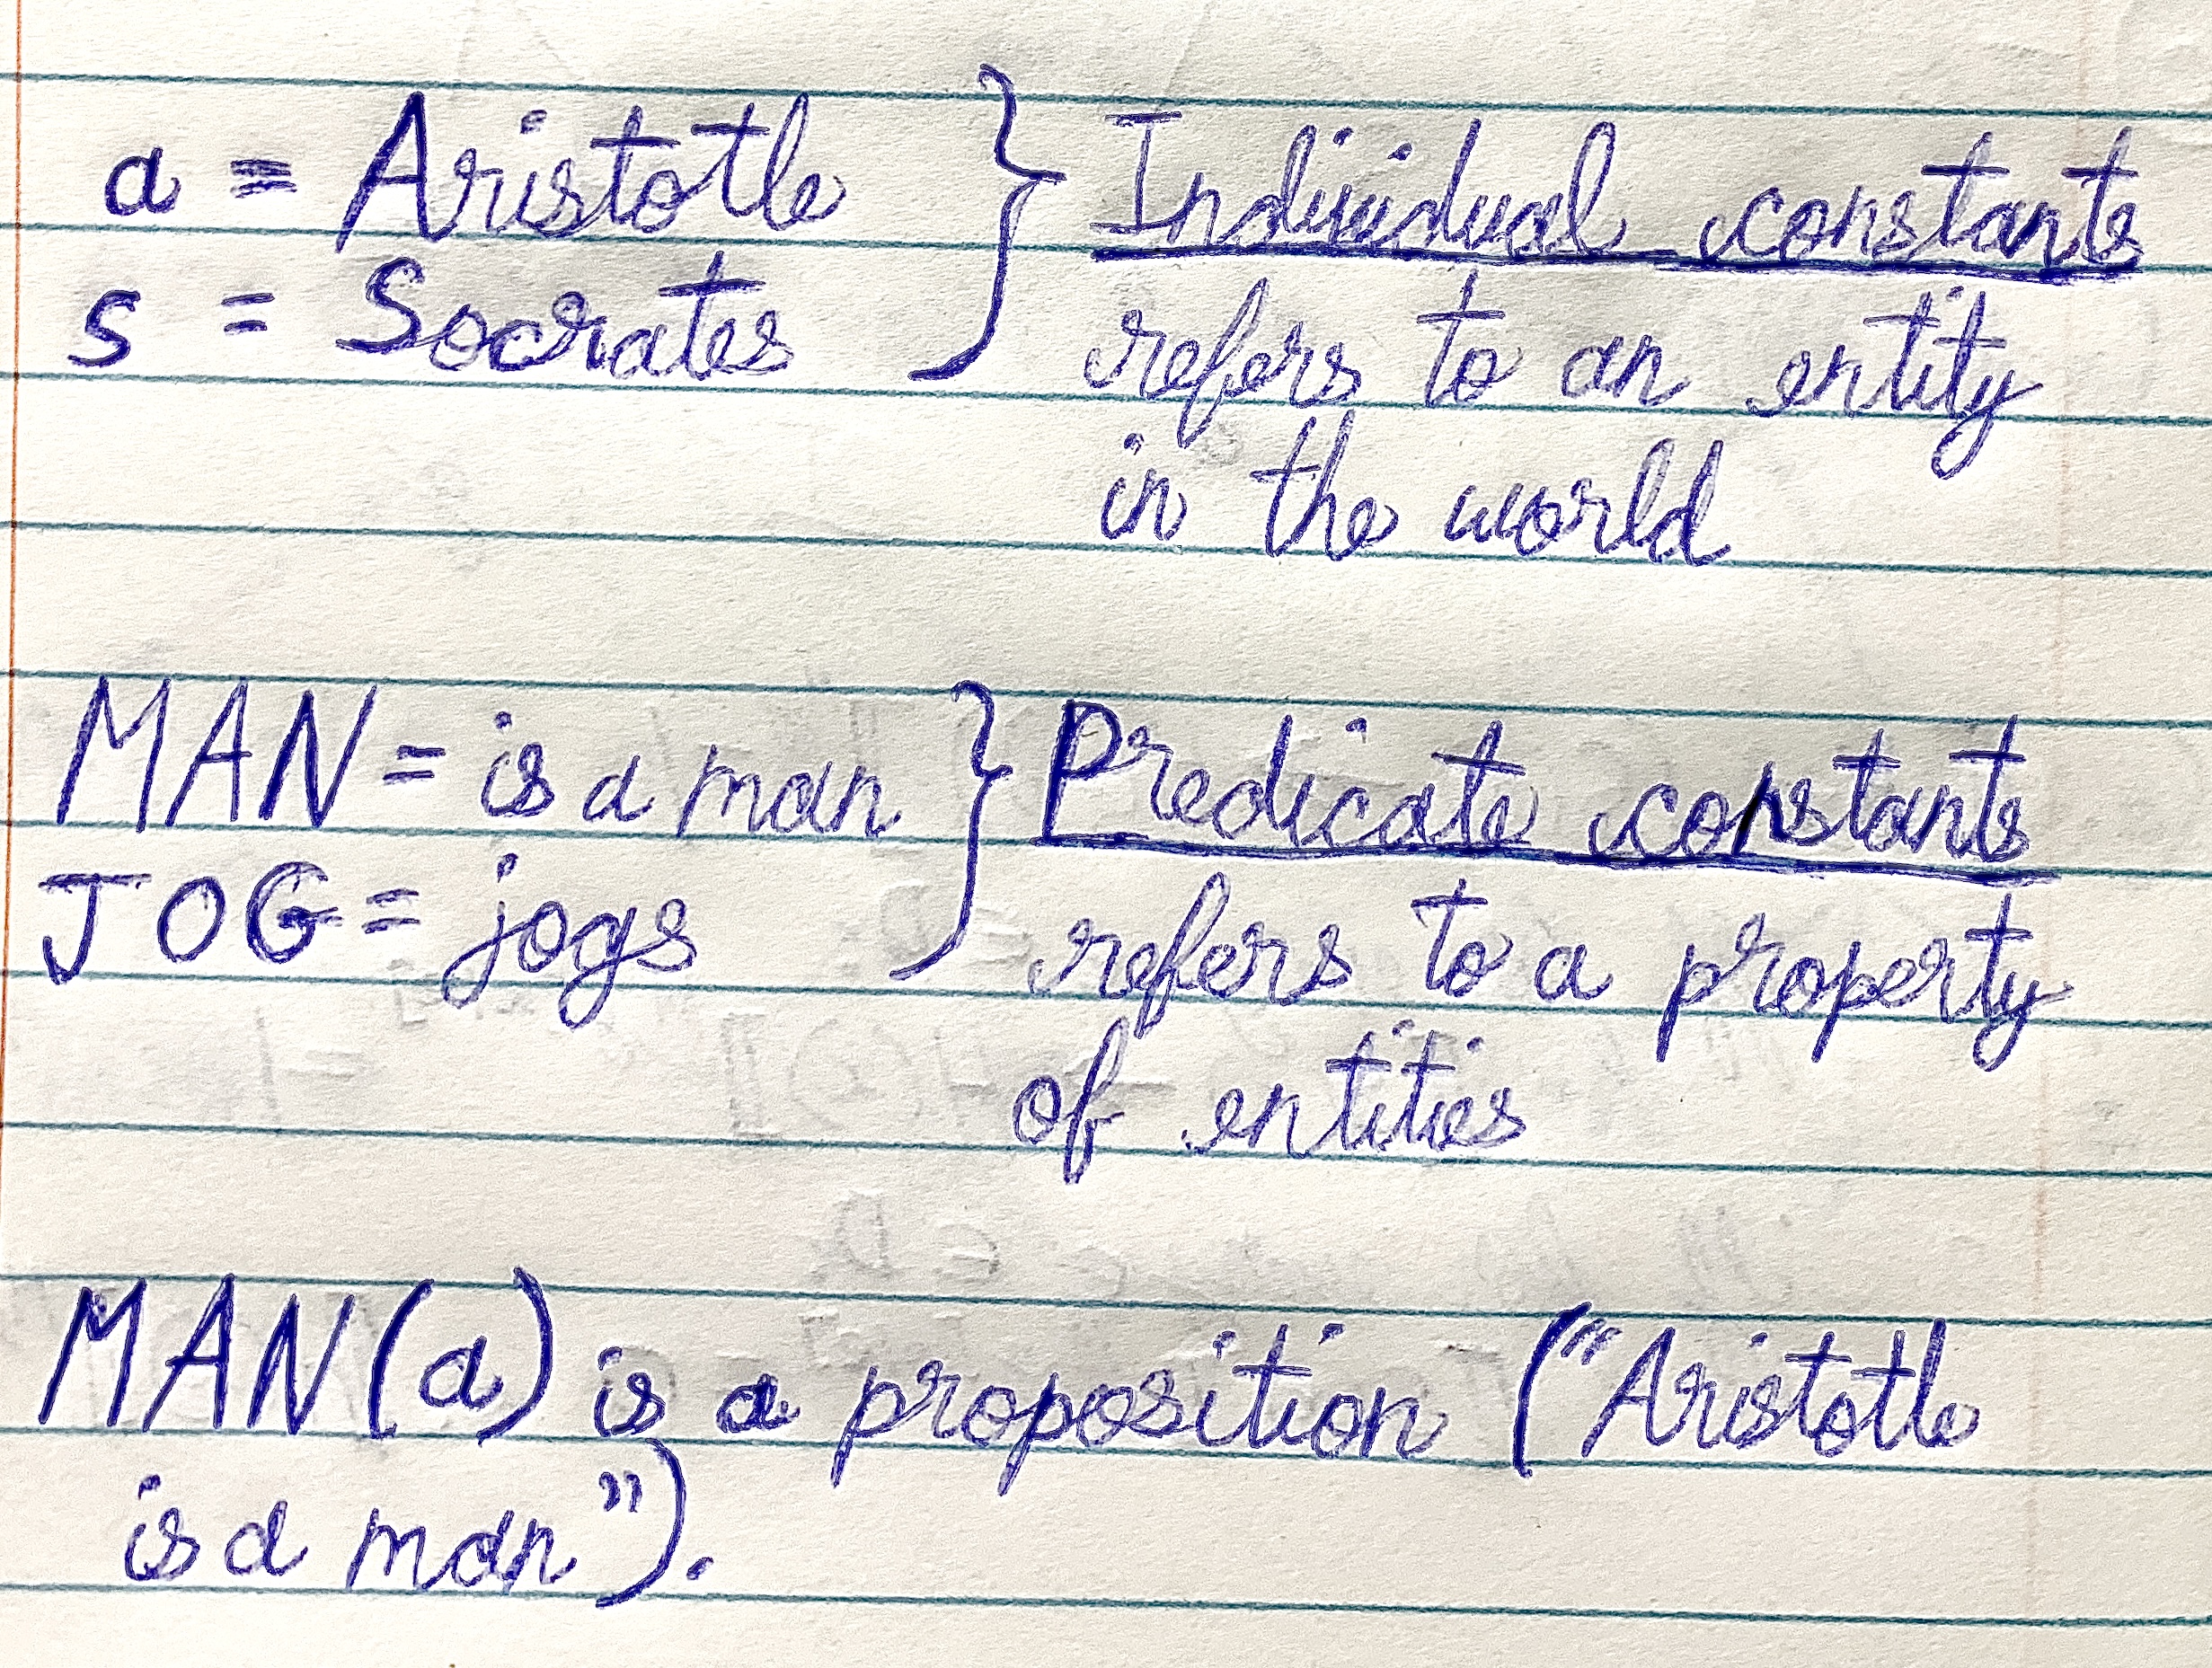 a = Aristotle } Individual constants
s = Socrates refers to an entity
in the world
MAN = is a man } Predicate constants
JOG = jogs refers to a property
of entities
MAN(a) is a proposition ("Aristotle
is a man").